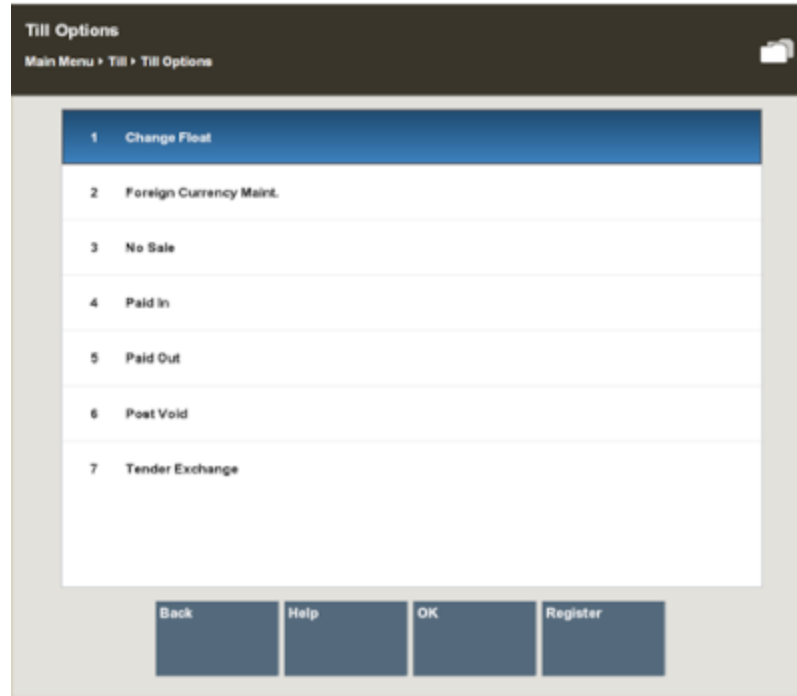 Till Options
Main Menu ▸ Till ▸ Till Options
1 Change Float
2 Foreign Currency Maint.
3 No Sale
4 Paid In
5 Paid Out
6 Post Void
7 Tender Exchange
Back Help OK Register